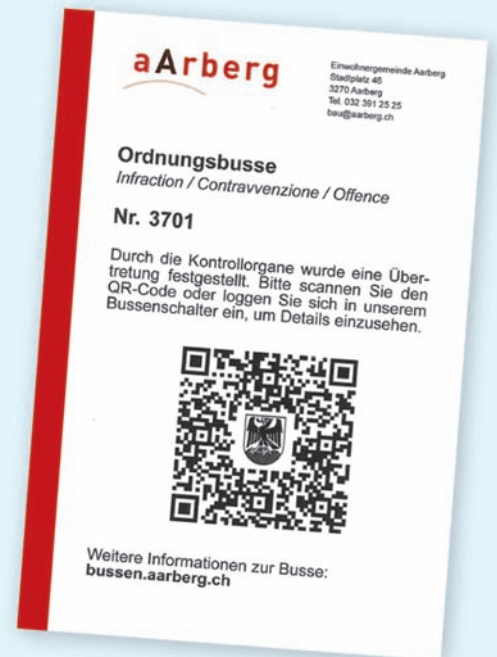 aArberg
Einwohnergemeinde Aarberg
Stadtplatz 46
3270 Aarberg
Tel. 032 391 25 25
bau@aarberg.ch
Ordnungsbusse
Infraction / Contravvenzione / Offence
Nr. 3701
Durch die Kontrollorgane wurde eine Über-
tretung festgestellt. Bitte scannen Sie den
QR-Code oder loggen Sie sich in unserem
Bussenschalter ein, um Details einzusehen.
Weitere Informationen zur Busse:
bussen.aarberg.ch